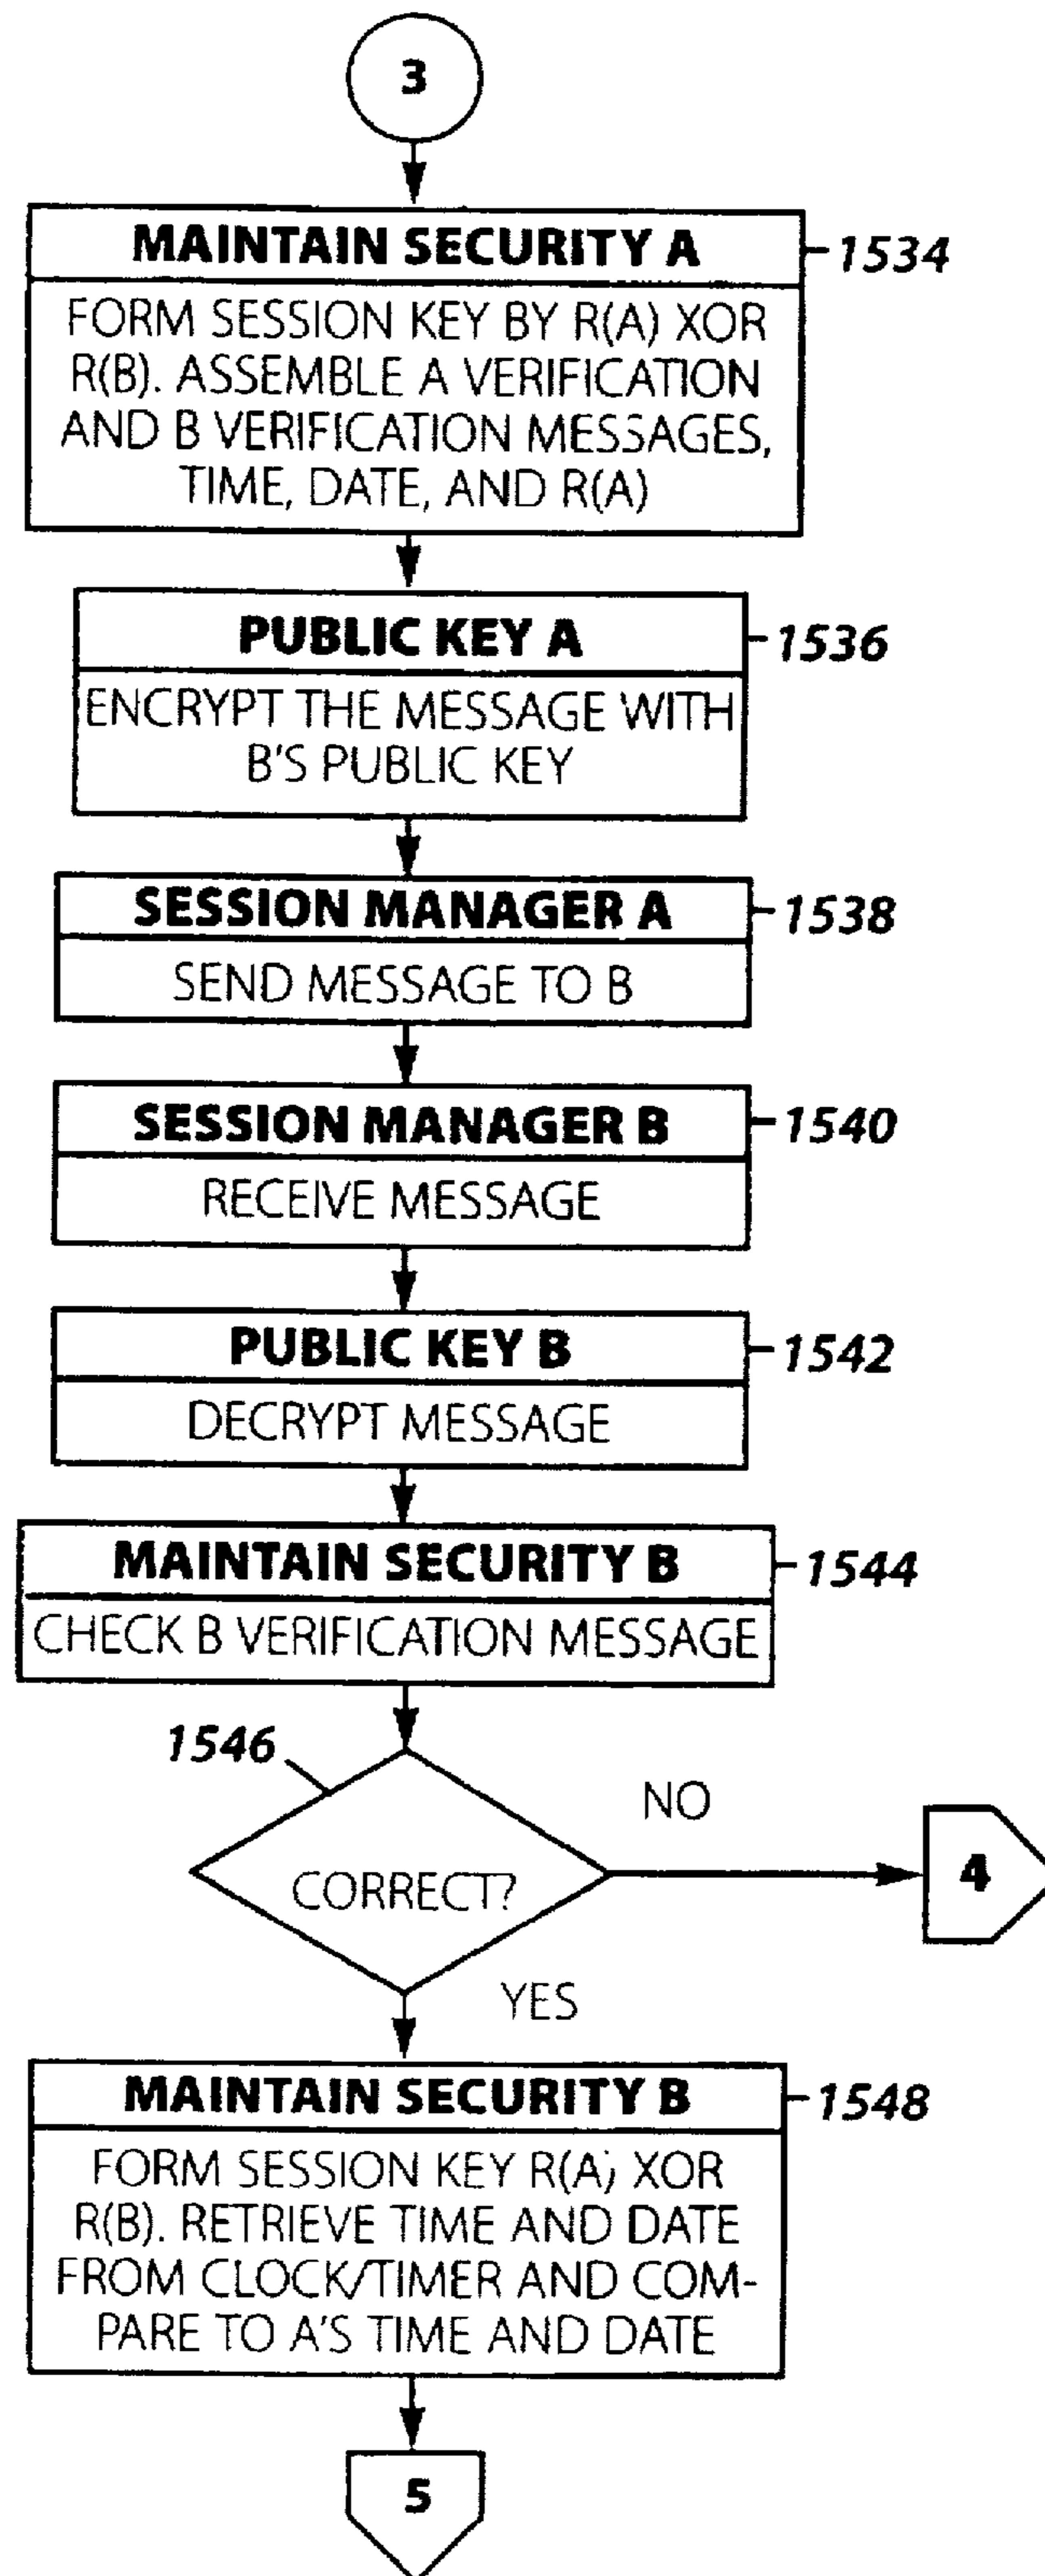 3
MAINTAIN SECURITY A
1534
FORM SESSION KEY BY R(A) XOR
R(B). ASSEMBLE A VERIFICATION
AND B VERIFICATION MESSAGES,
TIME, DATE, AND R(A)
PUBLIC KEY A
1536
ENCRYPT THE MESSAGE WITH
B'S PUBLIC KEY
SESSION MANAGER A
1538
SEND MESSAGE TO B
SESSION MANAGER B
1540
RECEIVE MESSAGE
PUBLIC KEY B
1542
DECRYPT MESSAGE
MAINTAIN SECURITY B
1544
CHECK B VERIFICATION MESSAGE
1546
NO
CORRECT?
4
YES
MAINTAIN SECURITY B
1548
FORM SESSION KEY R(A) XOR
R(B). RETRIEVE TIME AND DATE
FROM CLOCK/TIMER AND COM-
PARE TO A'S TIME AND DATE
5